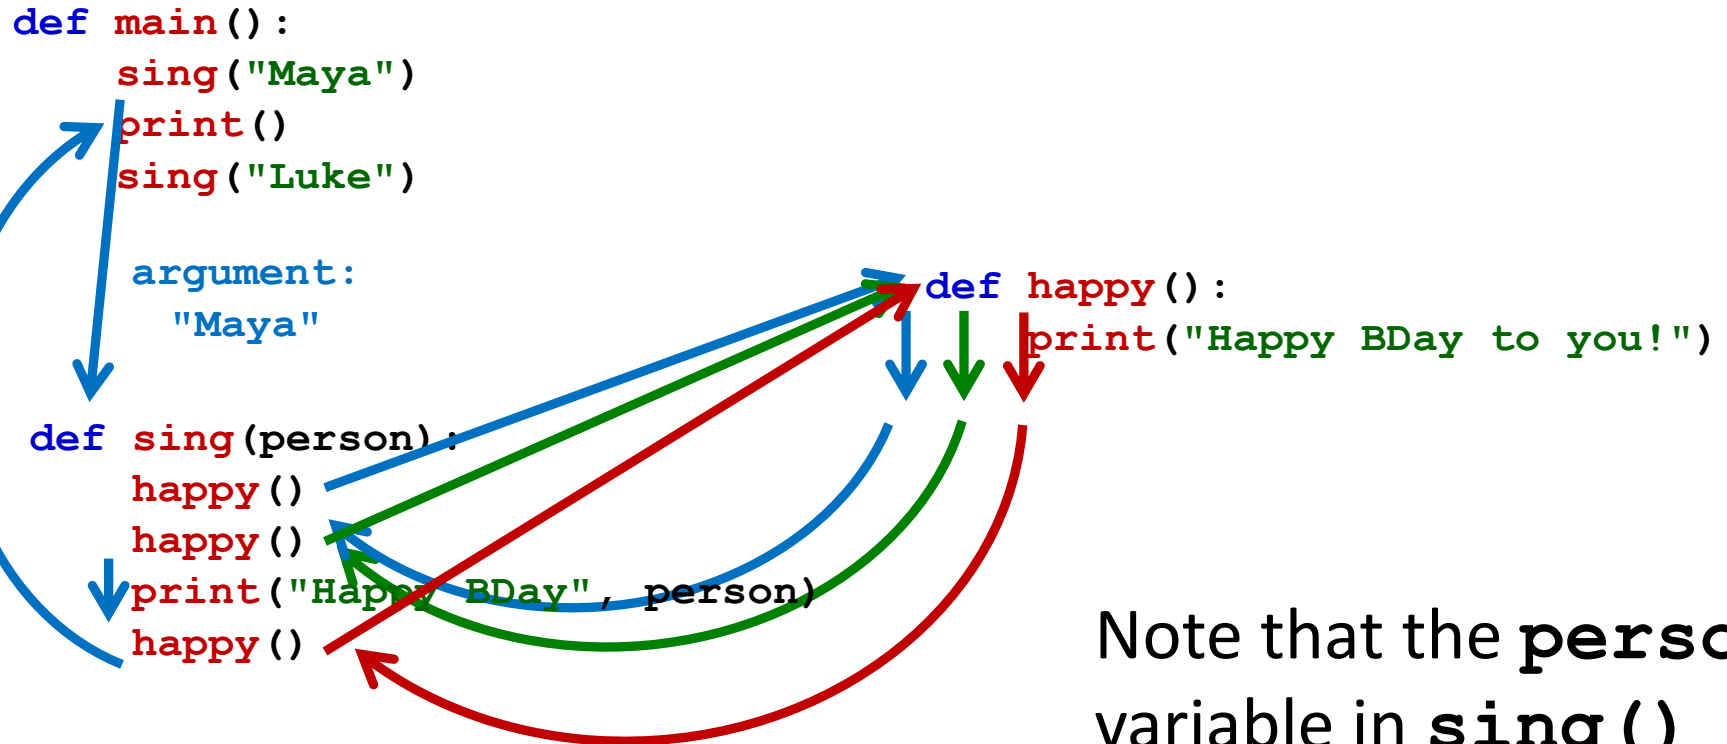 def main():
    sing("Maya")
    print()
    sing("Luke")
argument:
"Maya"
def sing(person):
    happy()
    happy()
    print("Happy BDay", person)
    happy()
def happy():
    print("Happy BDay to you!")
Note that the
variable in sing()